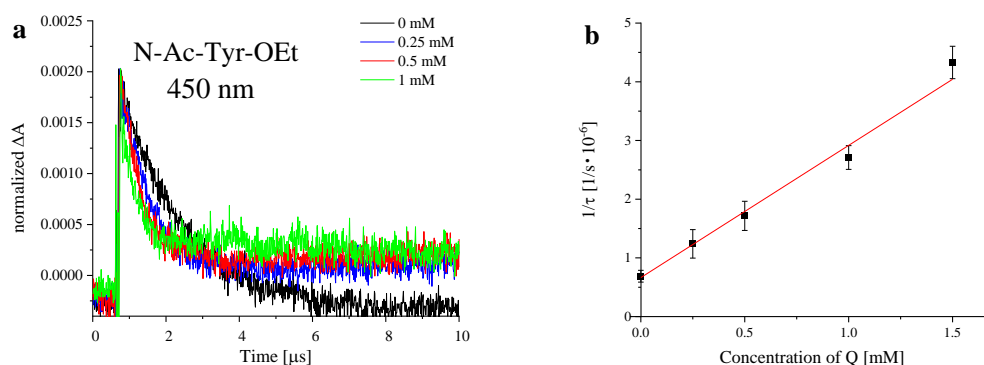 a
N-Ac-Tyr-OEt
450 nm
0 mM
0.25 mM
0.5 mM
1 mM
normalized ΔA
0.0025
0.0020
0.0015
0.0010
0.0005
0.0000
0
2
4
6
8
10
Time [μs]
b
1/τ [1/s·10⁻⁶]
5
4
3
2
1
0
0.0
0.5
1.0
1.5
Concentration of Q [mM]